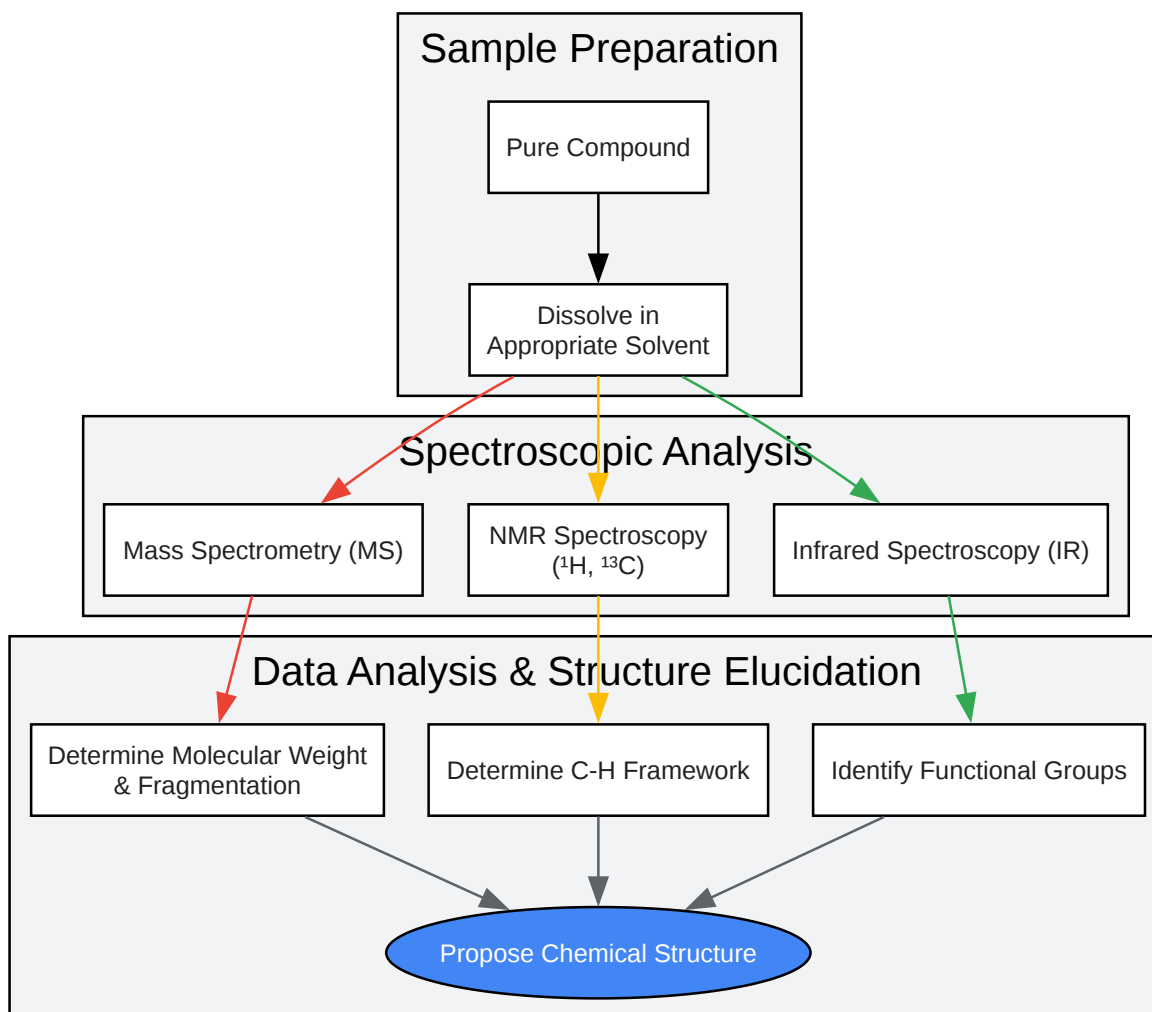 Sample Preparation
Pure Compound
Dissolve in
Appropriate Solvent
Spectroscopic Analysis
Mass Spectrometry (MS)
NMR Spectroscopy
(¹H, ¹³C)
Infrared Spectroscopy (IR)
Data Analysis & Structure Elucidation
Determine Molecular Weight
& Fragmentation
Determine C-H Framework
Identify Functional Groups
Propose Chemical Structure